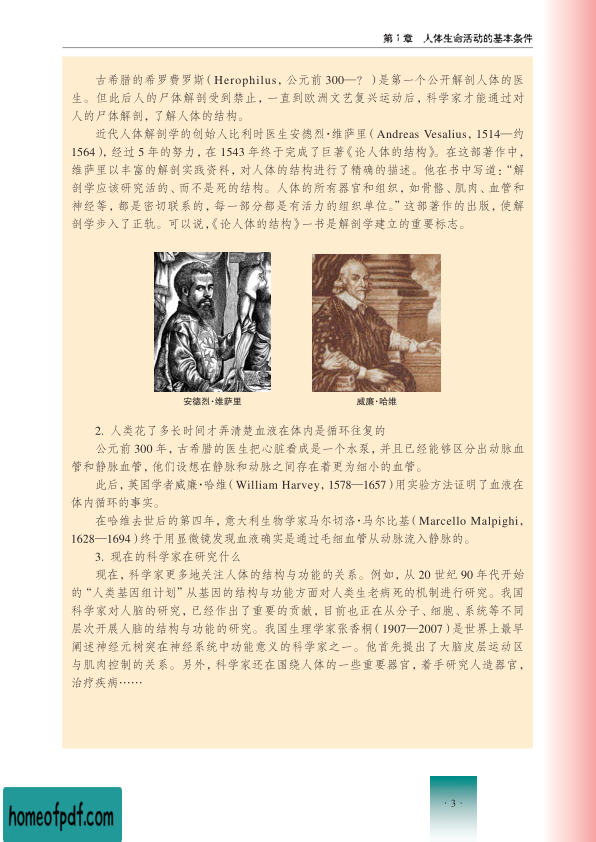 第1章 人体生命活动的基本条件
古希腊的希罗费罗斯(Herophilus，公元前300—？)是第一个公开解剖人体的医
生。但此后人的尸体解剖受到禁止，一直到欧洲文艺复兴运动后，科学家才能通过对
人的尸体解剖，了解人体的结构。
近代人体解剖学的创始人比利时医生安德烈·维萨里(Andreas Vesalius，1514—约
1564)，经过5年的努力，在1543年终于完成了巨著《论人体的结构》。在这部著作中，
维萨里以丰富的解剖实践资料，对人体的结构进行了精确的描述。他在书中写道：“解
剖学应该研究活的、而不是死的结构。人体的所有器官和组织，如骨骼、肌肉、血管和
神经等，都是密切联系的，每一部分都是有活力的组织单位。”这部著作的出版，使解
剖学步入了正轨。可以说，《论人体的结构》一书是解剖学建立的重要标志。
安德烈·维萨里
威廉·哈维
2. 人类花了多长时间才弄清楚血液在体内是循环往复的
公元前300年，古希腊的医生把心脏看成是一个水泵，并且已经能够区分出动脉血
管和静脉血管，他们设想在静脉和动脉之间存在着更为细小的血管。
此后，英国学者威廉·哈维(William Harvey，1578—1657)用实验方法证明了血液在
体内循环的事实。
在哈维去世后的第四年，意大利生物学家马尔切洛·马尔比基(Marcello Malpighi，
1628—1694)终于用显微镜发现血液确实是通过毛细血管从动脉流入静脉的。
3. 现在的科学家在研究什么
现在，科学家更多地关注人体的结构与功能的关系。例如，从20世纪90年代开始
的“人类基因组计划”从基因的结构与功能方面对人类生老病死的机制进行研究。我国
科学家对人脑的研究，已经作出了重要的贡献，目前也正在从分子、细胞、系统等不同
层次开展人脑的结构与功能的研究。我国生理学家张香桐(1907—2007)是世界上最早
阐述神经元树突在神经系统中功能意义的科学家之一。他首先提出了大脑皮层运动区
与肌肉控制的关系。另外，科学家还在围绕人体的一些重要器官，着手研究人造器官，
治疗疾病……
· 3 ·
homeofpdf.com